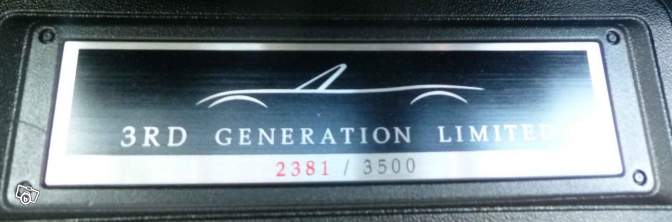 3RD GENERATION LIMITED
2381 / 3500